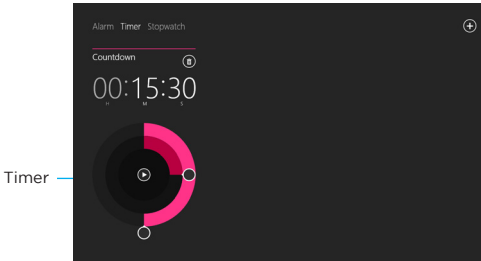 Alarm Timer Stopwatch
Countdown
00:15:30
H M S
Timer